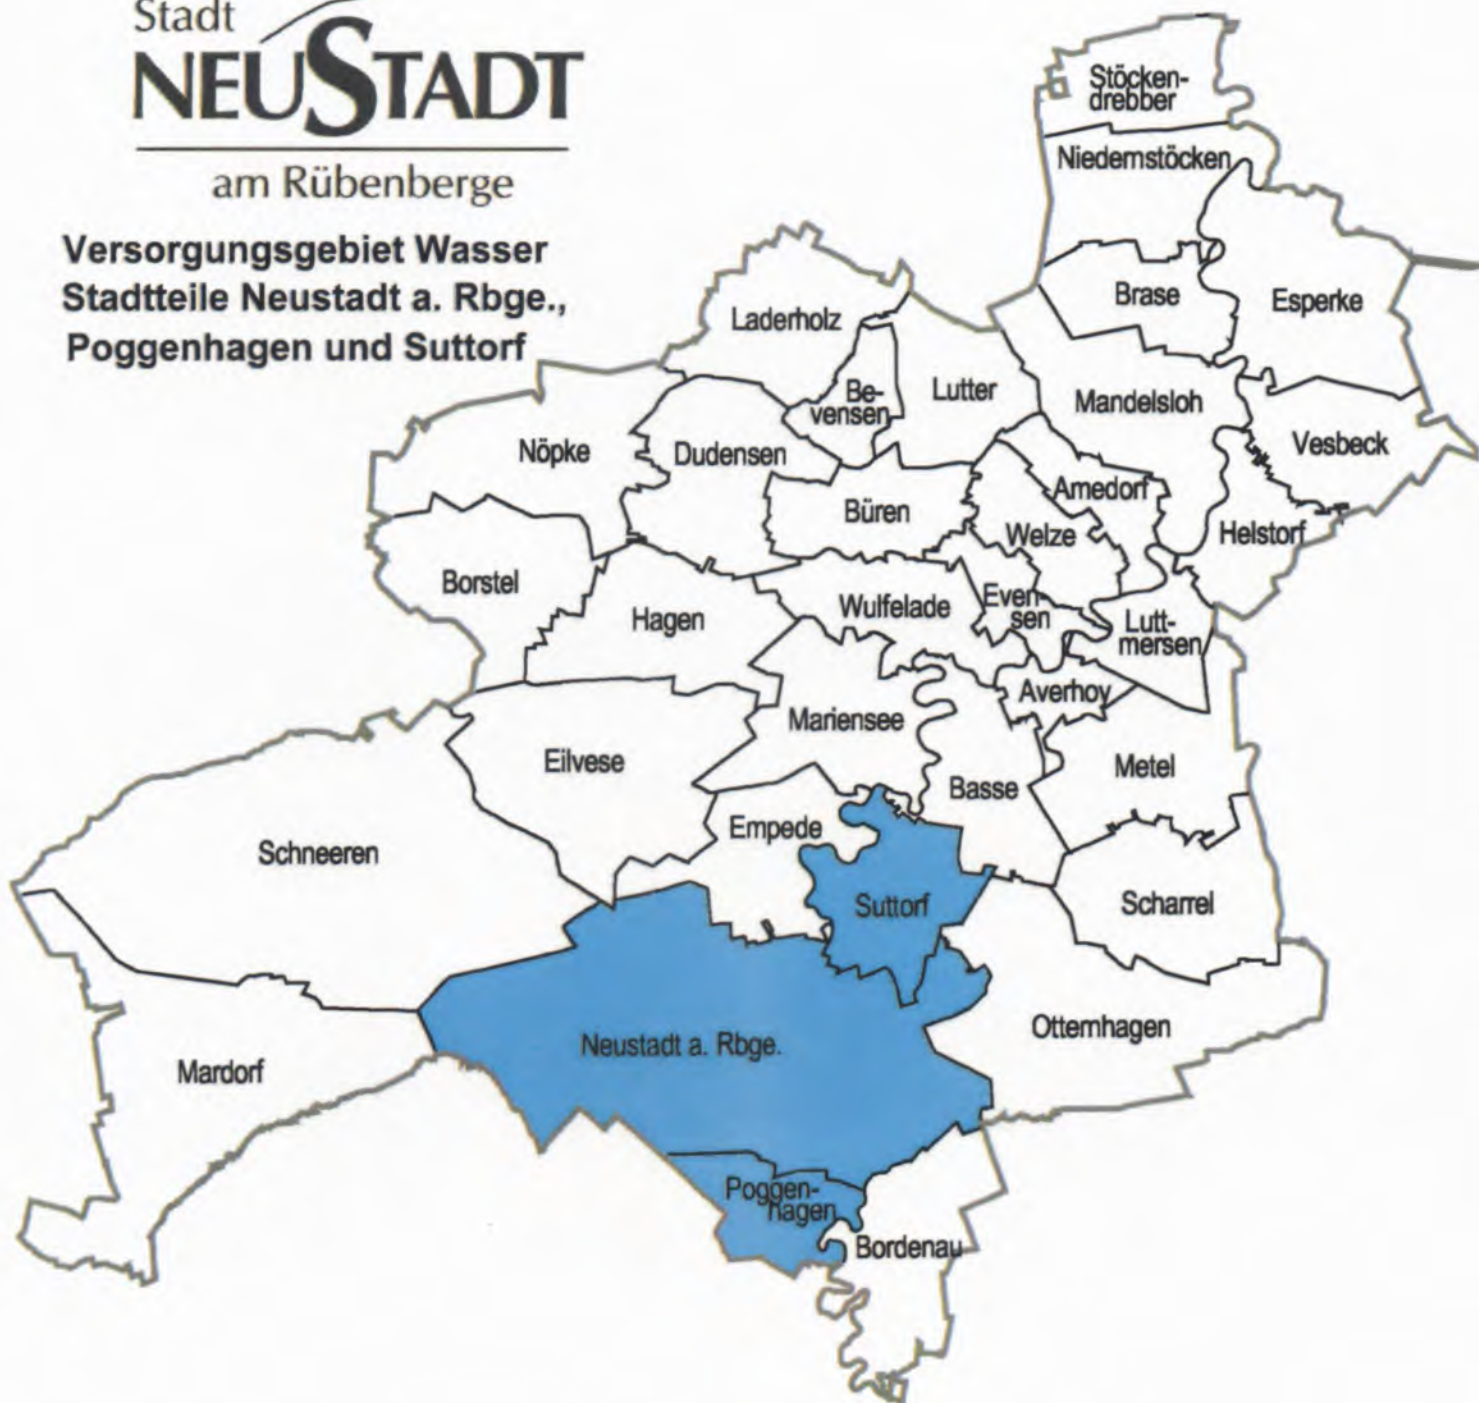 Stadt
NEUSTADT
am Rübenberge
Versorgungsgebiet Wasser
Stadtteile Neustadt a. Rbge.,
Poggenhagen und Suttorf
Stöcken-
drebber
Niedernstöcken
Brase
Esperke
Laderholz
Be-
vensen
Lutter
Mandelsloh
Vesbeck
Nöpke
Dudensen
Büren
Amedorf
Welze
Helstorf
Borstel
Hagen
Wulfelade
Even-
sen
Lutt-
mersen
Averhoy
Mariensee
Eilvese
Metel
Basse
Empede
Schneeren
Suttorf
Scharrel
Otternhagen
Neustadt a. Rbge.
Mardorf
Poggen-
hagen
Bordenau